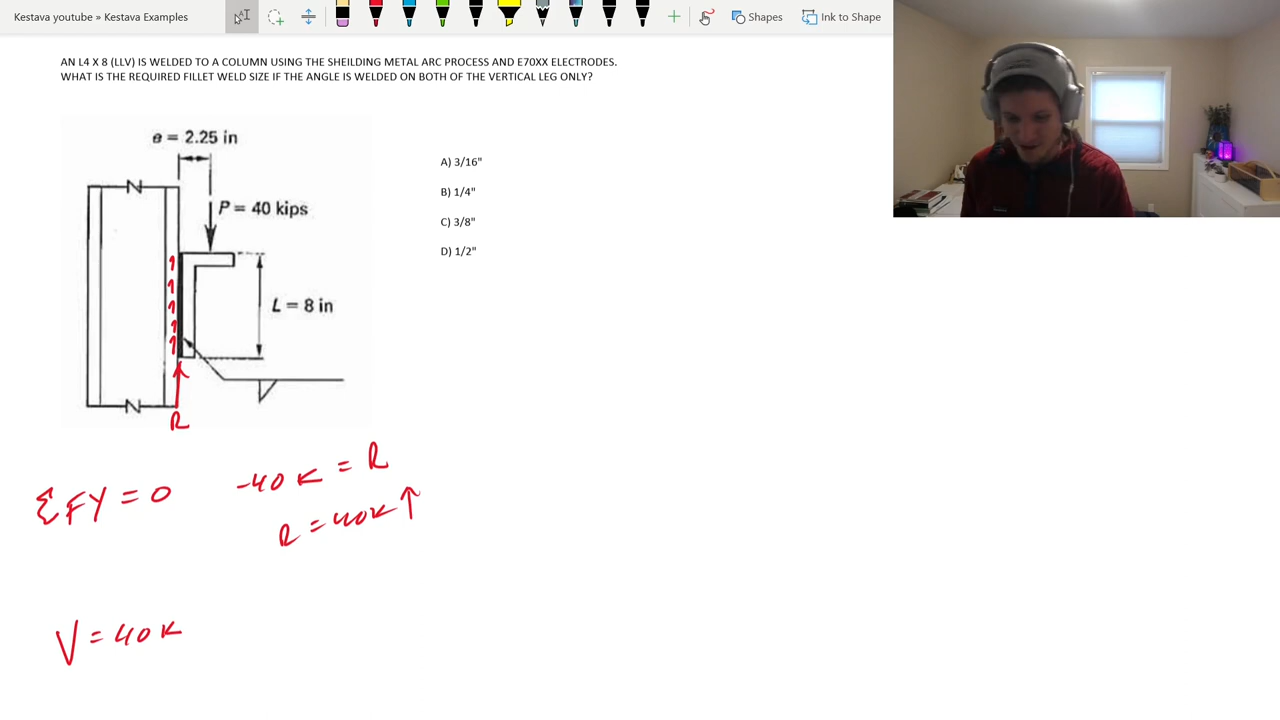 Kestava youtube » Kestava Examples
Shapes
Ink to Shape
AN L4 X 8 (LLV) IS WELDED TO A COLUMN USING THE SHEILDING METAL ARC PROCESS AND E70XX ELECTRODES.
WHAT IS THE REQUIRED FILLET WELD SIZE IF THE ANGLE IS WELDED ON BOTH OF THE VERTICAL LEG ONLY?
e = 2.25 in
P = 40 kips
L = 8 in
R
A) 3/16"
B) 1/4"
C) 3/8"
D) 1/2"
ΣFY = 0
-40K = R
R = 40K ↑
V = 40K